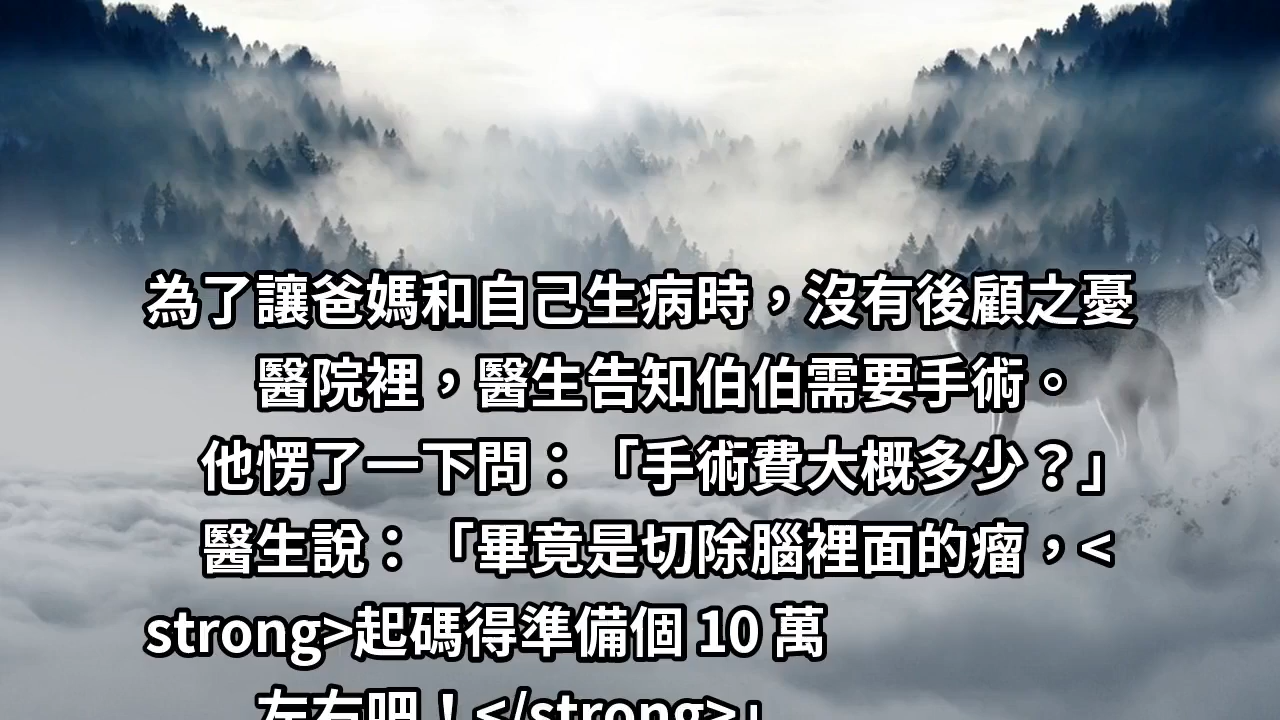 為了讓爸媽和自己生病時，沒有後顧之憂
醫院裡，醫生告知伯伯需要手術。
他愣了一下問：「手術費大概多少？」
醫生說：「畢竟是切除腦裡面的瘤，<
strong>起碼得準備個 10 萬
左右吧！</strong>」